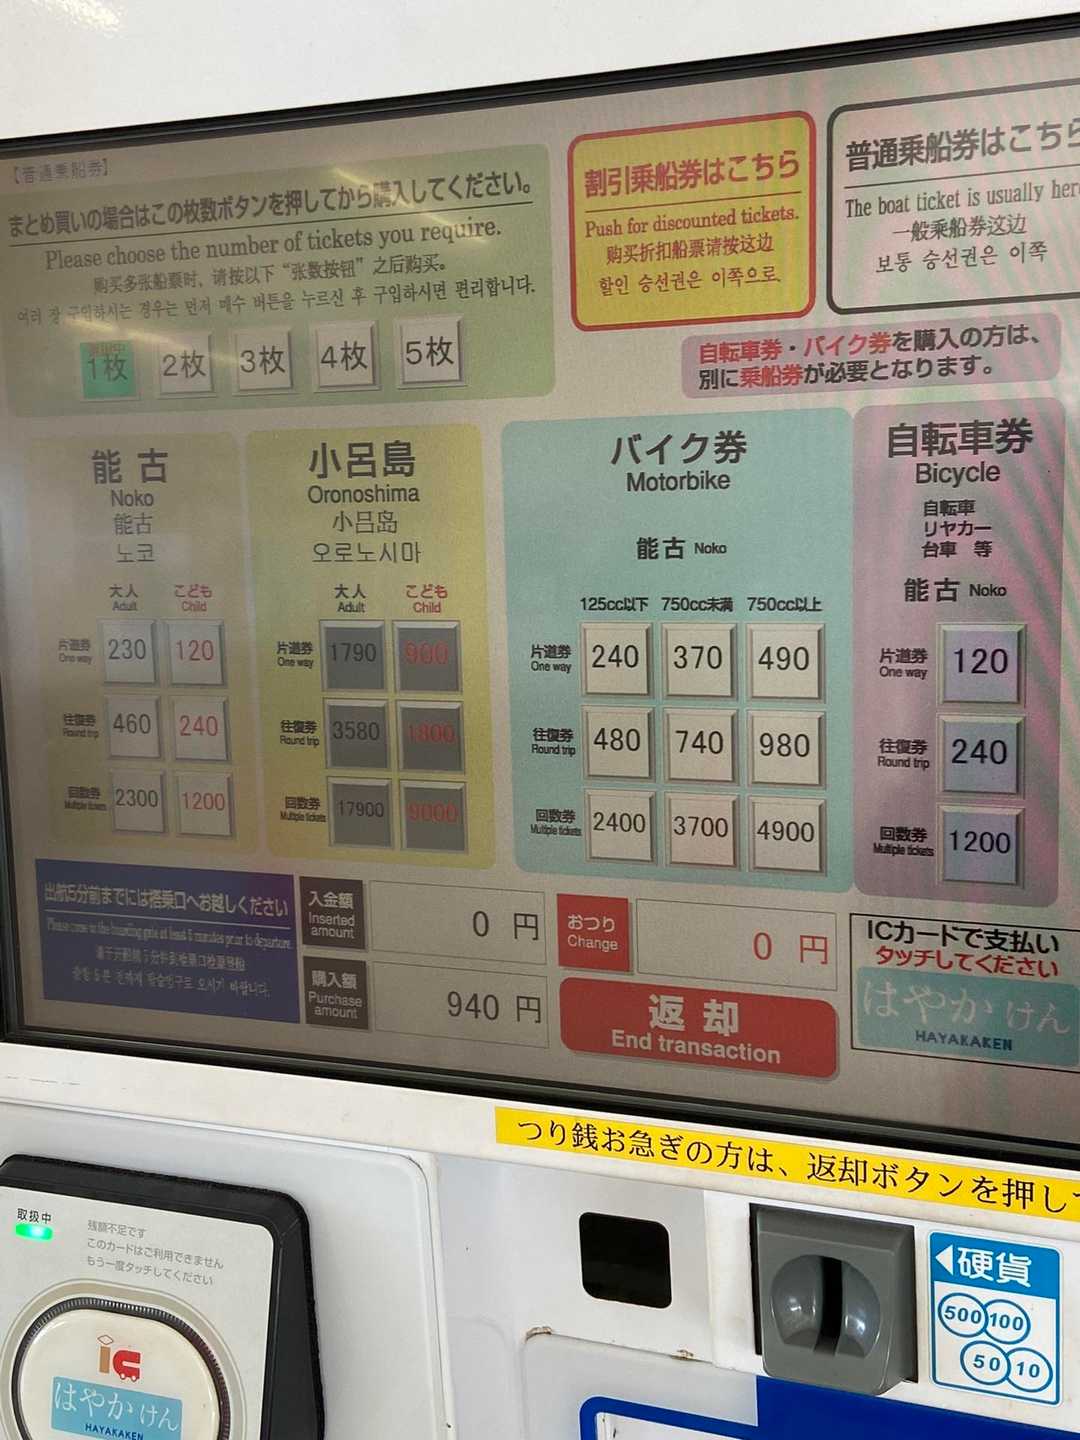 【普通乗船券】
まとめ買いの場合はこの枚数ボタンを押してから購入してください。
Please choose the number of tickets you require.
购买多张船票时、请按以下“张数按钮”之后购买。
여러 장 구입하시는 경우는 먼저 매수 버튼을 누르신 후 구입하시면 편리합니다.
1枚 2枚 3枚 4枚 5枚
割引乗船券はこちら
Push for discounted tickets.
购买折扣船票请按这边
할인 승선권은 이쪽으로
普通乗船券はこちら
The boat ticket is usually here
一般乘船券这边
보통 승선권은 이쪽
自転車券・バイク券を購入の方は、
別に乗船券が必要となります。
能古
Noko
能古
노코
大人 こども
Adult Child
片道券 One way 230 120
往復券 Round trip 460 240
回数券 Multiple tickets 2300 1200
小呂島
Oronoshima
小吕岛
오로노시마
大人 こども
Adult Child
片道券 One way 1790 900
往復券 Round trip 3580 1800
回数券 Multiple tickets 17900 9000
バイク券
Motorbike
能古 Noko
125cc以下 750cc未満 750cc以上
片道券 One way 240 370 490
往復券 Round trip 480 740 980
回数券 Multiple tickets 2400 3700 4900
自転車券
Bicycle
自転車
リヤカー
台車 等
能古 Noko
片道券 One way 120
往復券 Round trip 240
回数券 Multiple tickets 1200
出航5分前までには搭乗口へお越しください
Please come to the boarding gate at least 5 minutes prior to departure.
入金額
Inserted amount
0 円
おつり
Change
0 円
購入額
Purchase amount
940 円
返却
End transaction
ICカードで支払い
タッチしてください
はやかけん
HAYAKAKEN
つり銭お急ぎの方は、返却ボタンを押し
取扱中
残額不足です
このカードはご利用できません
もう一度タッチしてください
IC
はやかけん
HAYAKAKEN
硬貨
500 100
50 10